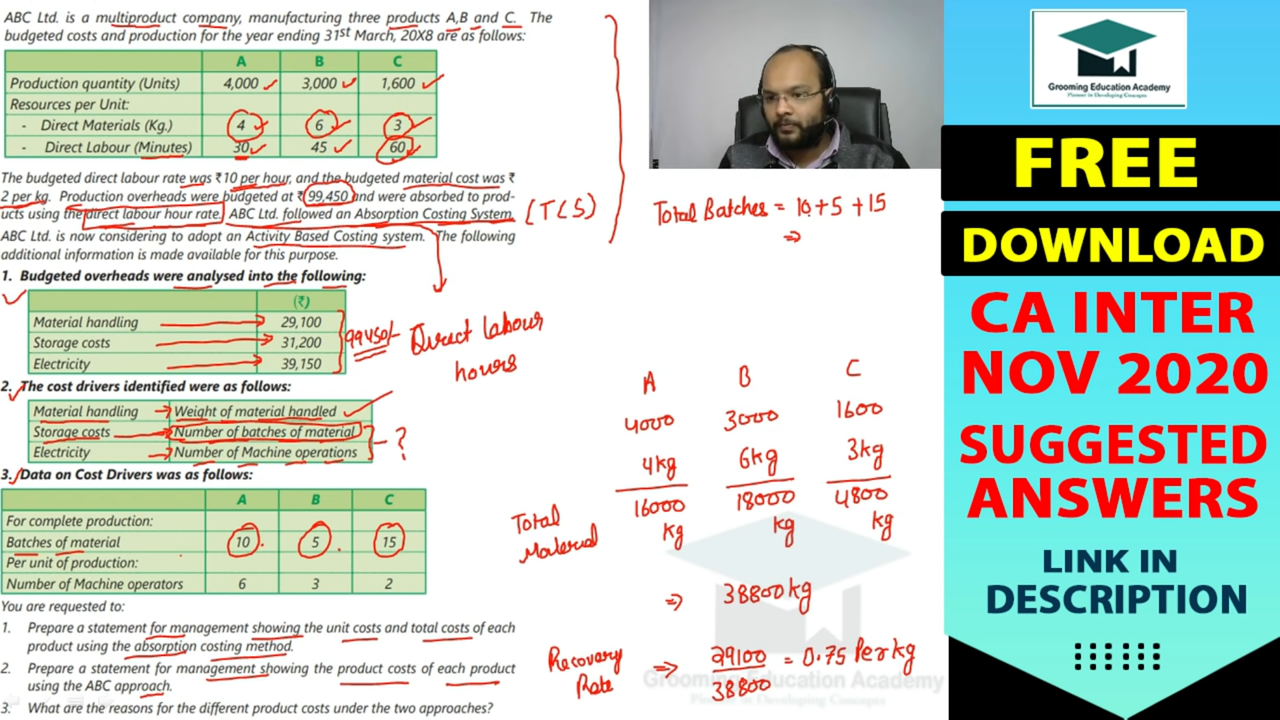 ABC Ltd. is a multiproduct company, manufacturing three products A,B and C. The
budgeted costs and production for the year ending 31st March, 20X8 are as follows:
A B C
Production quantity (Units) 4,000 3,000 1,600
Resources per Unit:
- Direct Materials (Kg.) 4 6 3
- Direct Labour (Minutes) 30 45 60
The budgeted direct labour rate was ₹10 per hour, and the budgeted material cost was ₹
2 per kg. Production overheads were budgeted at ₹ 99,450 and were absorbed to prod-
ucts using the direct labour hour rate. ABC Ltd. followed an Absorption Costing System.
(TCS)
ABC Ltd. is now considering to adopt an Activity Based Costing system. The following
additional information is made available for this purpose.
1. Budgeted overheads were analysed into the following:
(₹)
Material handling 29,100
Storage costs 31,200
Electricity 39,150
99450/-
Direct labour
hours
2. The cost drivers identified were as follows:
Material handling Weight of material handled
Storage costs Number of batches of material
Electricity Number of Machine operations
?
3. Data on Cost Drivers was as follows:
A B C
For complete production:
Batches of material 10 5 15
Per unit of production:
Number of Machine operators 6 3 2
You are requested to:
1. Prepare a statement for management showing the unit costs and total costs of each
product using the absorption costing method.
2. Prepare a statement for management showing the product costs of each product
using the ABC approach.
3. What are the reasons for the different product costs under the two approaches?
Total Batches = 10+5+15
⇒
A B C
4000 3000 1600
4kg 6kg 3kg
Total Material 16000 kg 18000 kg 4800 kg
⇒ 38800 kg
Recovery Rate ⇒ 29100 / 38800 = 0.75 Per kg
Grooming Education Academy
Pioneer in Developing Concepts
Grooming Education Academy
Pioneer in Developing Concepts
FREE
DOWNLOAD
CA INTER
NOV 2020
SUGGESTED
ANSWERS
LINK IN
DESCRIPTION